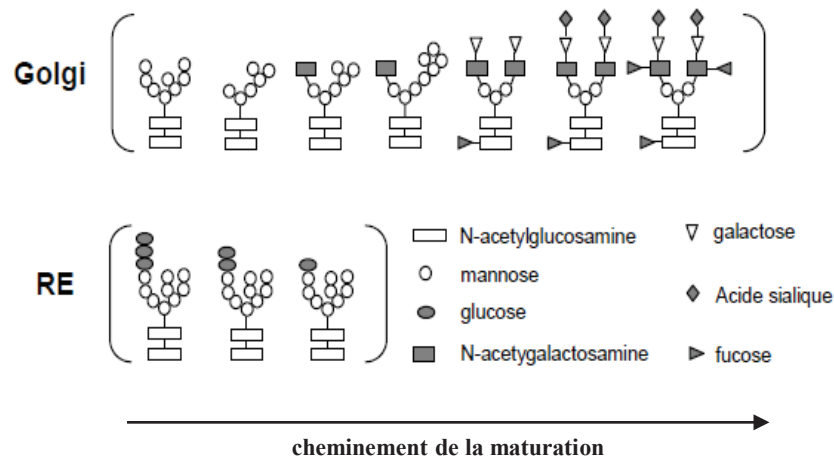 Golgi
RE
N-acetylglucosamine
mannose
glucose
N-acetygalactosamine
galactose
Acide sialique
fucose
cheminement de la maturation